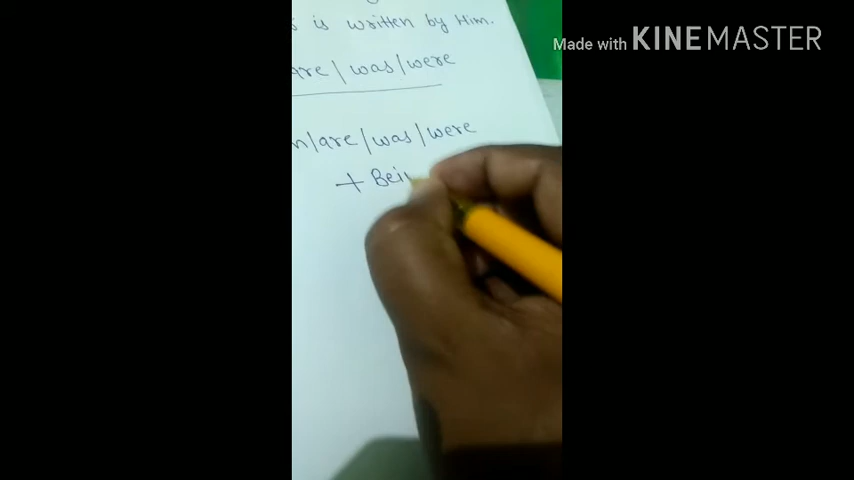 is written by Him.
Made with KINEMASTER
are / was / were
/are / was / were
+ Bei